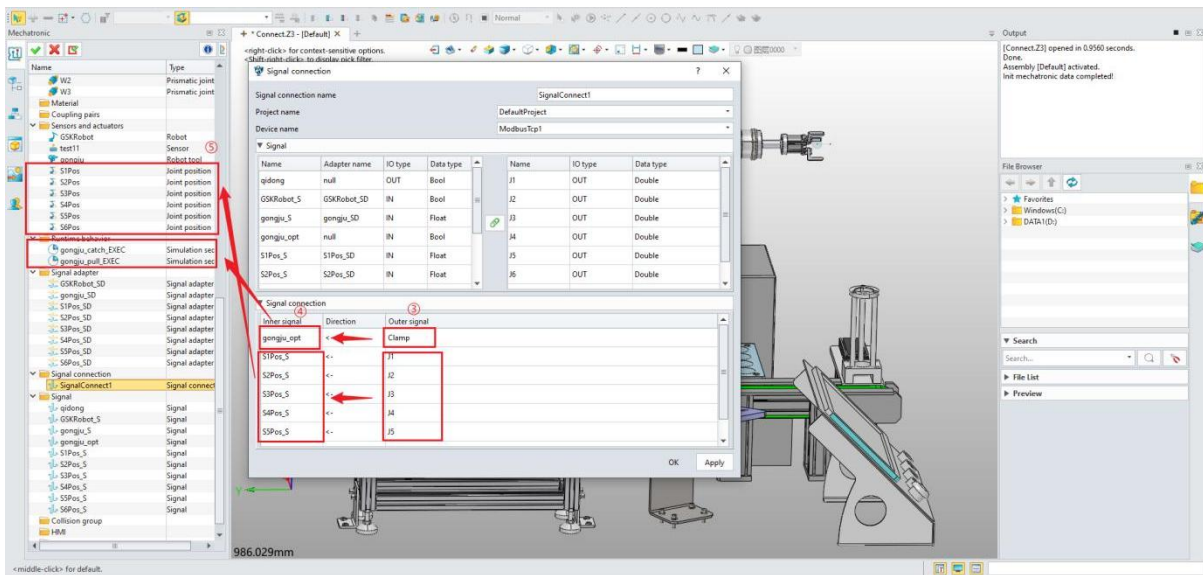 Normal
图层0000
Mechatronic
* Connect.Z3 - [Default]
Output
<right-click> for context-sensitive options.
<Shift-right-click> to display pick filter.
[Connect.Z3] opened in 0.9560 seconds.
Done.
Assembly [Default] activated.
Init mechatronic data completed!
Name Type
W2 Prismatic joint
W3 Prismatic joint
Material
Coupling pairs
Sensors and actuators
GSKRobot Robot
test11 Sensor
⑤
gongju Robot tool
S1Pos Joint position
S2Pos Joint position
S3Pos Joint position
S4Pos Joint position
S5Pos Joint position
S6Pos Joint position
Runtime behavior
gongju_catch_EXEC Simulation sec
gongju_pull_EXEC Simulation sec
Signal adapter
GSKRobot_SD Signal adapter
gongju_SD Signal adapter
S1Pos_SD Signal adapter
S2Pos_SD Signal adapter
S3Pos_SD Signal adapter
S4Pos_SD Signal adapter
S5Pos_SD Signal adapter
S6Pos_SD Signal adapter
Signal connection
SignalConnect1 Signal connect
Signal
qidong Signal
GSKRobot_S Signal
gongju_S Signal
gongju_opt Signal
S1Pos_S Signal
S2Pos_S Signal
S3Pos_S Signal
S4Pos_S Signal
S5Pos_S Signal
S6Pos_S Signal
Collision group
HMI
Signal connection ?
Signal connection name SignalConnect1
Project name DefaultProject
Device name ModbusTcp1
Signal
Name Adapter name IO type Data type
qidong null OUT Bool
GSKRobot_S GSKRobot_SD IN Bool
gongju_S gongju_SD IN Float
gongju_opt null IN Bool
S1Pos_S S1Pos_SD IN Float
S2Pos_S S2Pos_SD IN Float
Name IO type Data type
J1 OUT Double
J2 OUT Double
J3 OUT Double
J4 OUT Double
J5 OUT Double
J6 OUT Double
Signal connection
④ ③
Inner signal Direction Outer signal
gongju_opt <- Clamp
S1Pos_S <- J1
S2Pos_S <- J2
S3Pos_S <- J3
S4Pos_S <- J4
S5Pos_S <- J5
OK Apply
File Browser
Favorites
Windows(C:)
DATA1(D:)
Search
Search...
File List
Preview
Y
986.029mm
<middle-click> for default.